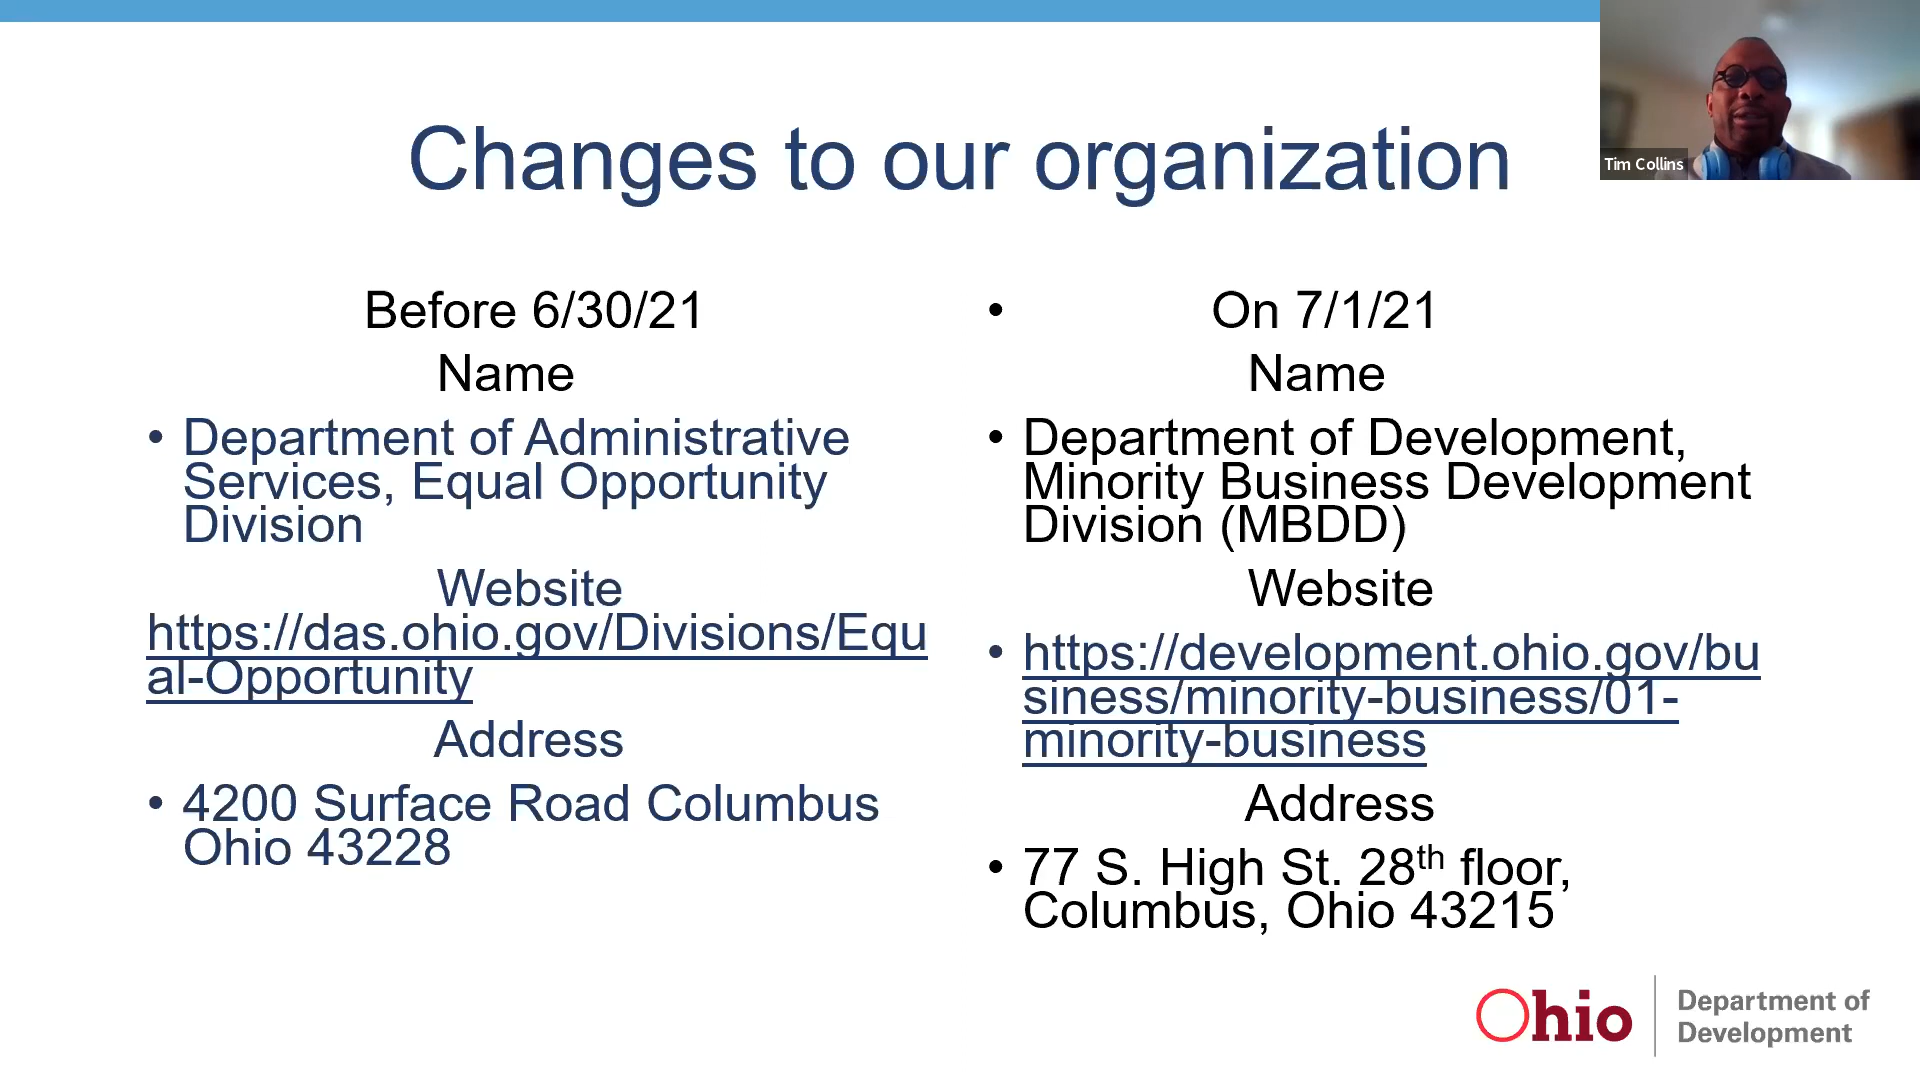 Changes to our organization
Tim Collins
Before 6/30/21
Name
• Department of Administrative
Services, Equal Opportunity
Division
Website
https://das.ohio.gov/Divisions/Equ
al-Opportunity
Address
• 4200 Surface Road Columbus
Ohio 43228
• On 7/1/21
Name
• Department of Development,
Minority Business Development
Division (MBDD)
Website
• https://development.ohio.gov/bu
siness/minority-business/01-
minority-business
Address
• 77 S. High St. 28th floor,
Columbus, Ohio 43215
Ohio
Department of
Development